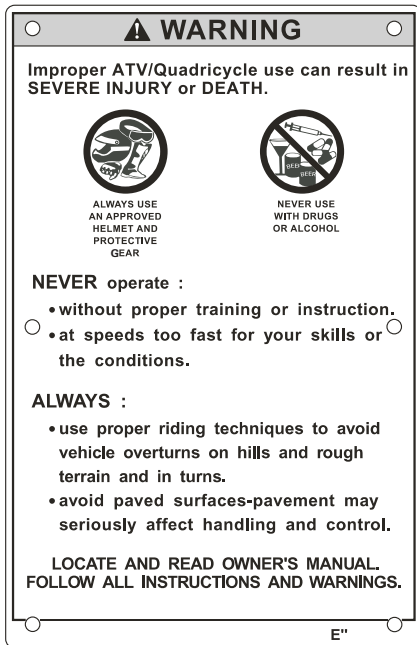 ⚠ WARNING
Improper ATV/Quadricycle use can result in
SEVERE INJURY or DEATH.
ALWAYS USE
AN APPROVED
HELMET AND
PROTECTIVE
GEAR
NEVER USE
WITH DRUGS
OR ALCOHOL
BEER
BEER
NEVER operate :
• without proper training or instruction.
• at speeds too fast for your skills or
the conditions.
ALWAYS :
• use proper riding techniques to avoid
vehicle overturns on hills and rough
terrain and in turns.
• avoid paved surfaces-pavement may
seriously affect handling and control.
LOCATE AND READ OWNER'S MANUAL.
FOLLOW ALL INSTRUCTIONS AND WARNINGS.
E"